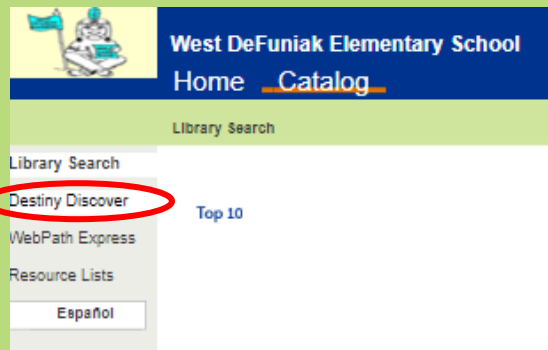 West DeFuniak Elementary School
Home Catalog
Library Search
Library Search
Destiny Discover
Top 10
WebPath Express
Resource Lists
Español